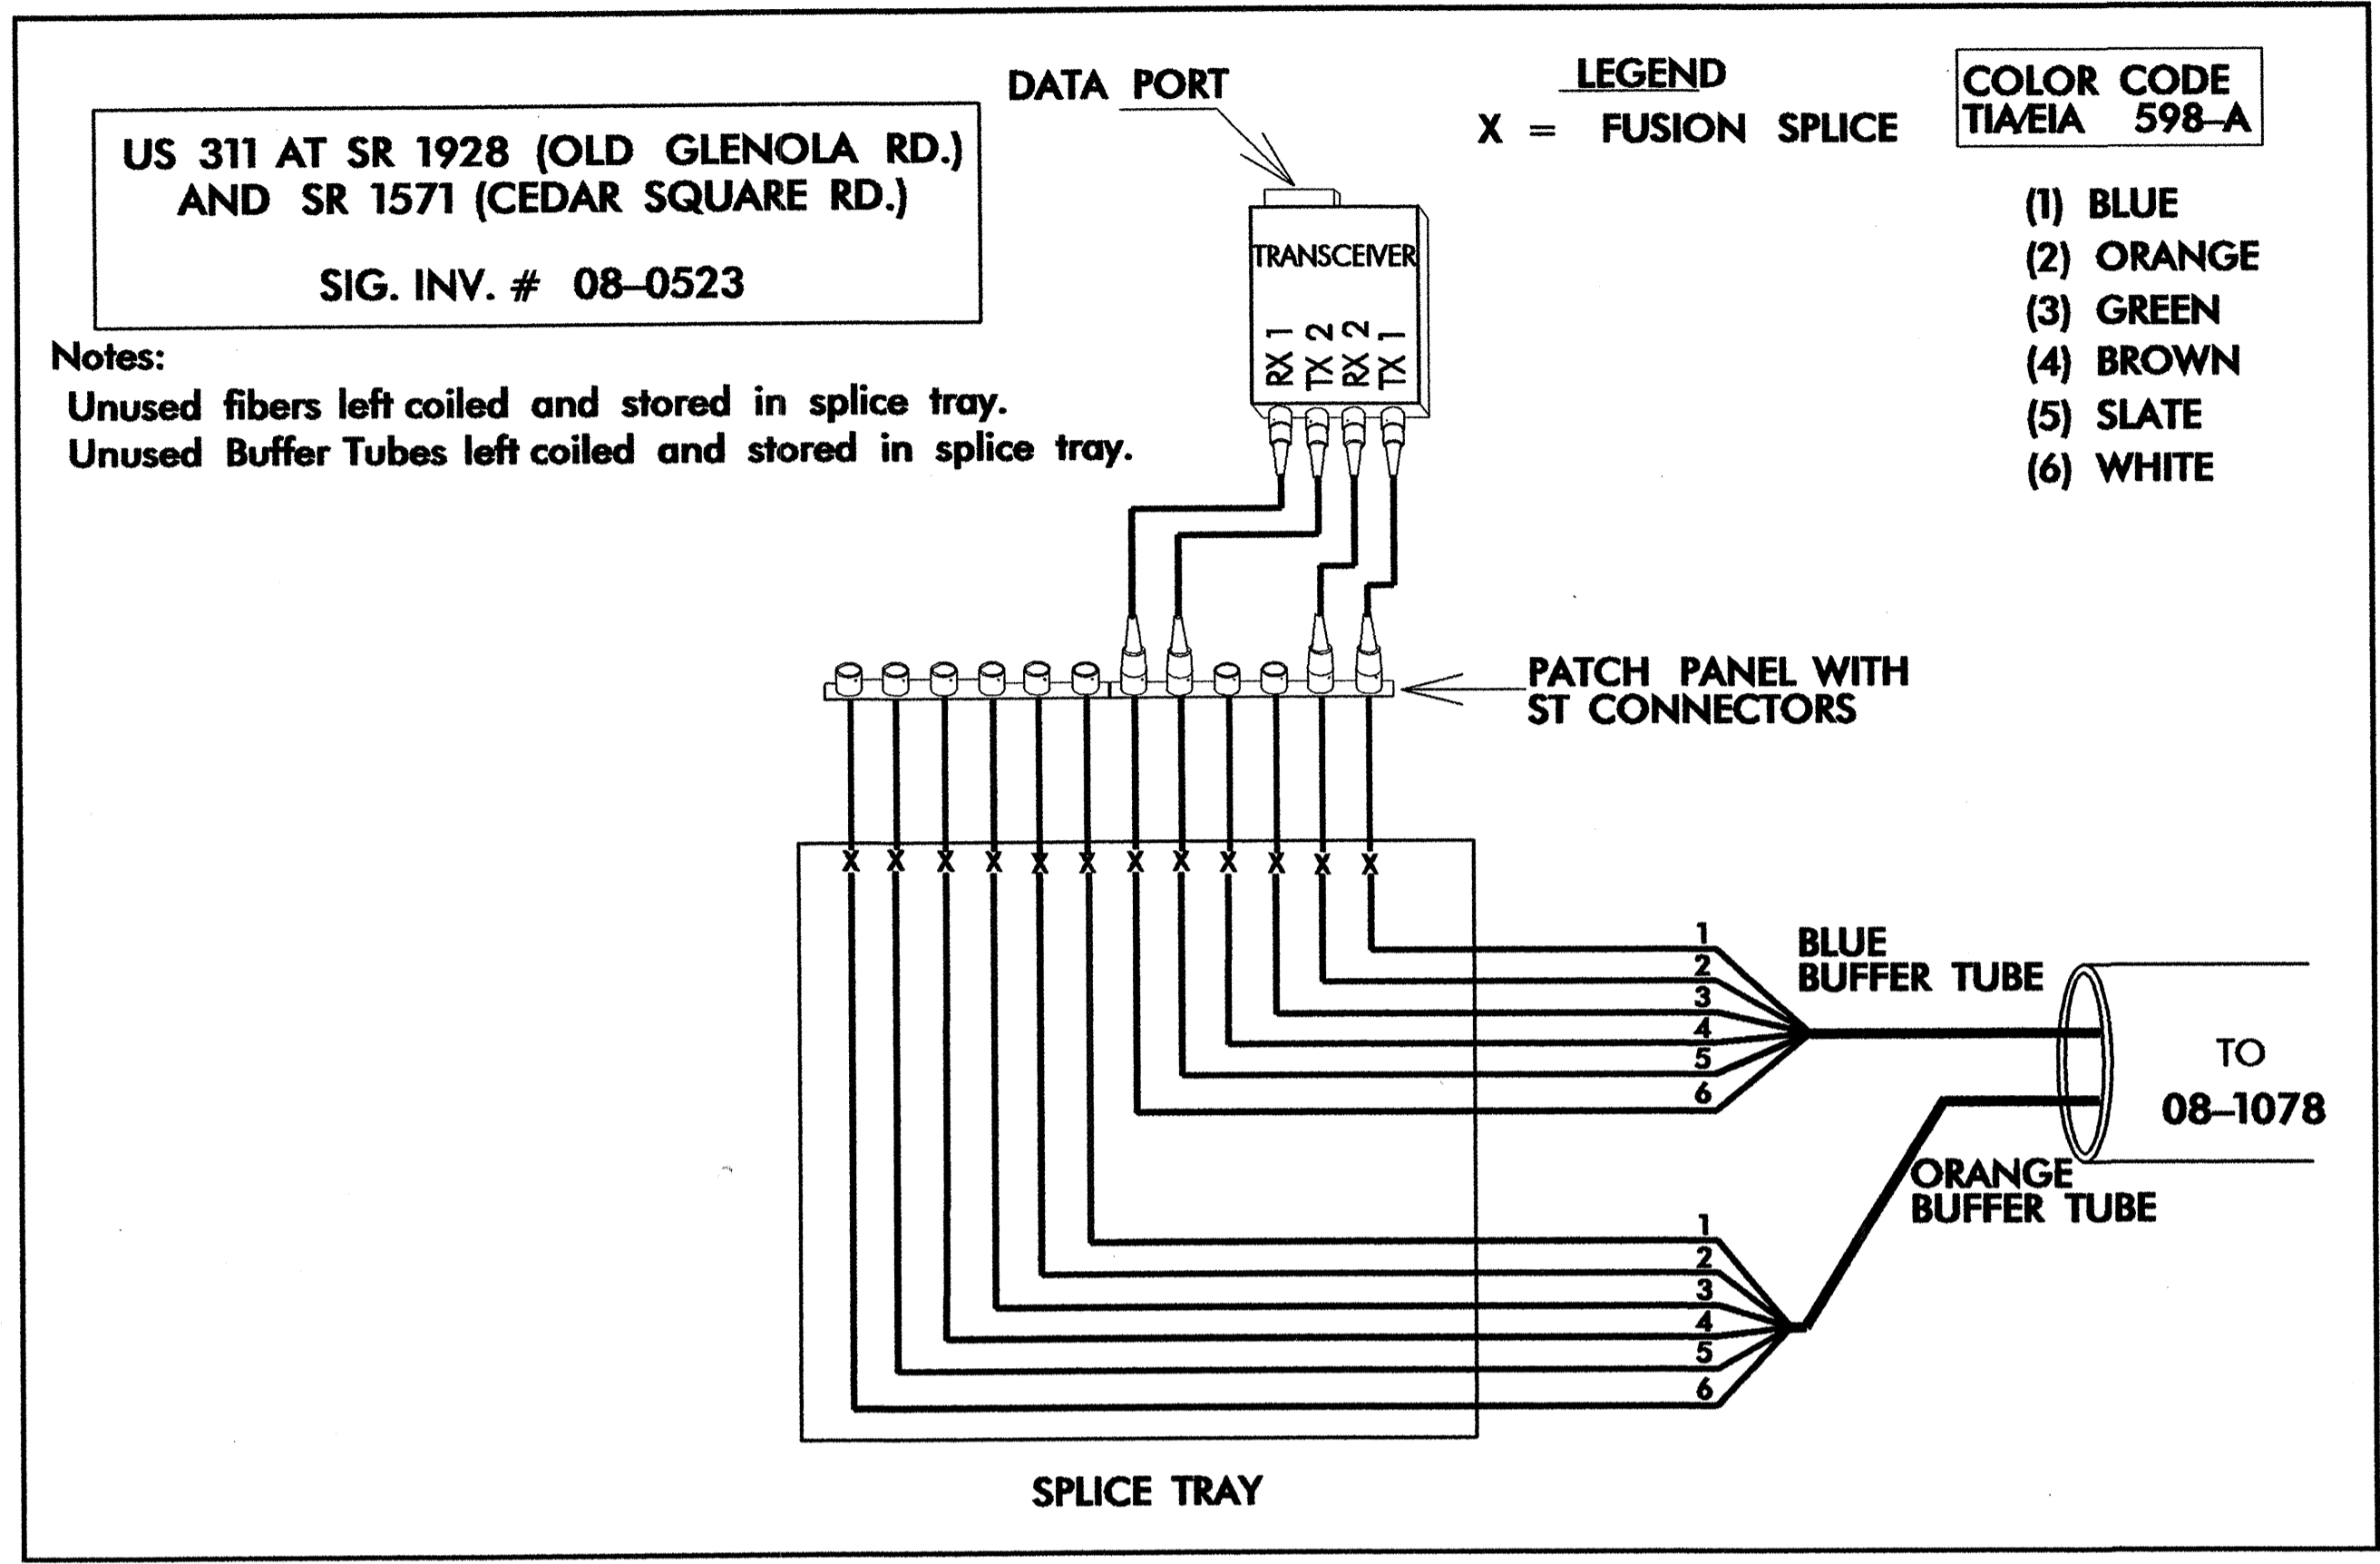 US 311 AT SR 1928 (OLD GLENOLA RD.)
AND SR 1571 (CEDAR SQUARE RD.)
SIG. INV. # 08-0523
Notes:
Unused fibers left coiled and stored in splice tray.
Unused Buffer Tubes left coiled and stored in splice tray.
DATA PORT
LEGEND
X = FUSION SPLICE
COLOR CODE
TIA/EIA 598-A
(1) BLUE
(2) ORANGE
(3) GREEN
(4) BROWN
(5) SLATE
(6) WHITE
TRANSCEIVER
RX 1
TX 2
RX 2
TX 1
PATCH PANEL WITH
ST CONNECTORS
X X X X X X X X X X X X
1
2
3
4
5
6
BLUE
BUFFER TUBE
TO
08-1078
ORANGE
BUFFER TUBE
1
2
3
4
5
6
SPLICE TRAY